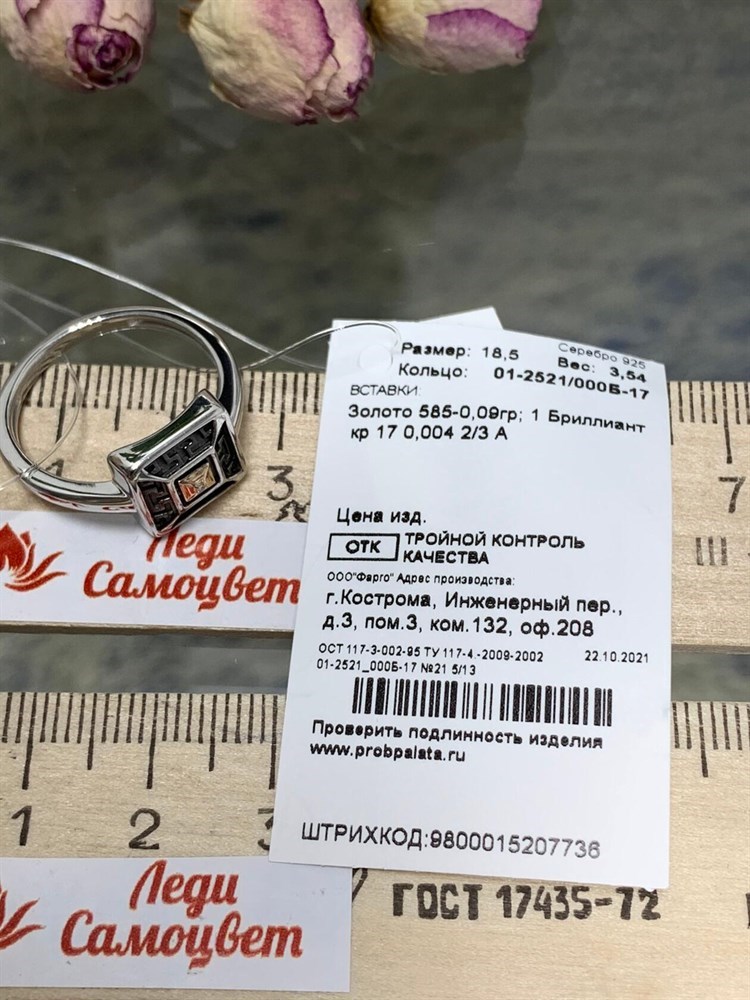 Серебро 925
Размер: 18,5 Вес: 3,54
Кольцо: 01-2521/000Б-17
ВСТАВКИ:
Золото 585-0,09гр; 1 Бриллиант
кр 17 0,004 2/3 А
Цена изд.
ОТК ТРОЙНОЙ КОНТРОЛЬ
КАЧЕСТВА
ООО"Фарго" Адрес производства:
г.Кострома, Инженерный пер.,
д.3, пом.3, ком.132, оф.208
ОСТ 117-3-002-95 ТУ 117-4.-2009-2002 22.10.2021
01-2521_000Б-17 №21 5/13
Проверить подлинность изделия
www.probpalata.ru
ШТРИХКОД:9800015207736
3
7
Леди
Самоцвет
1 2
Леди
Самоцвет
ГОСТ 17435-72